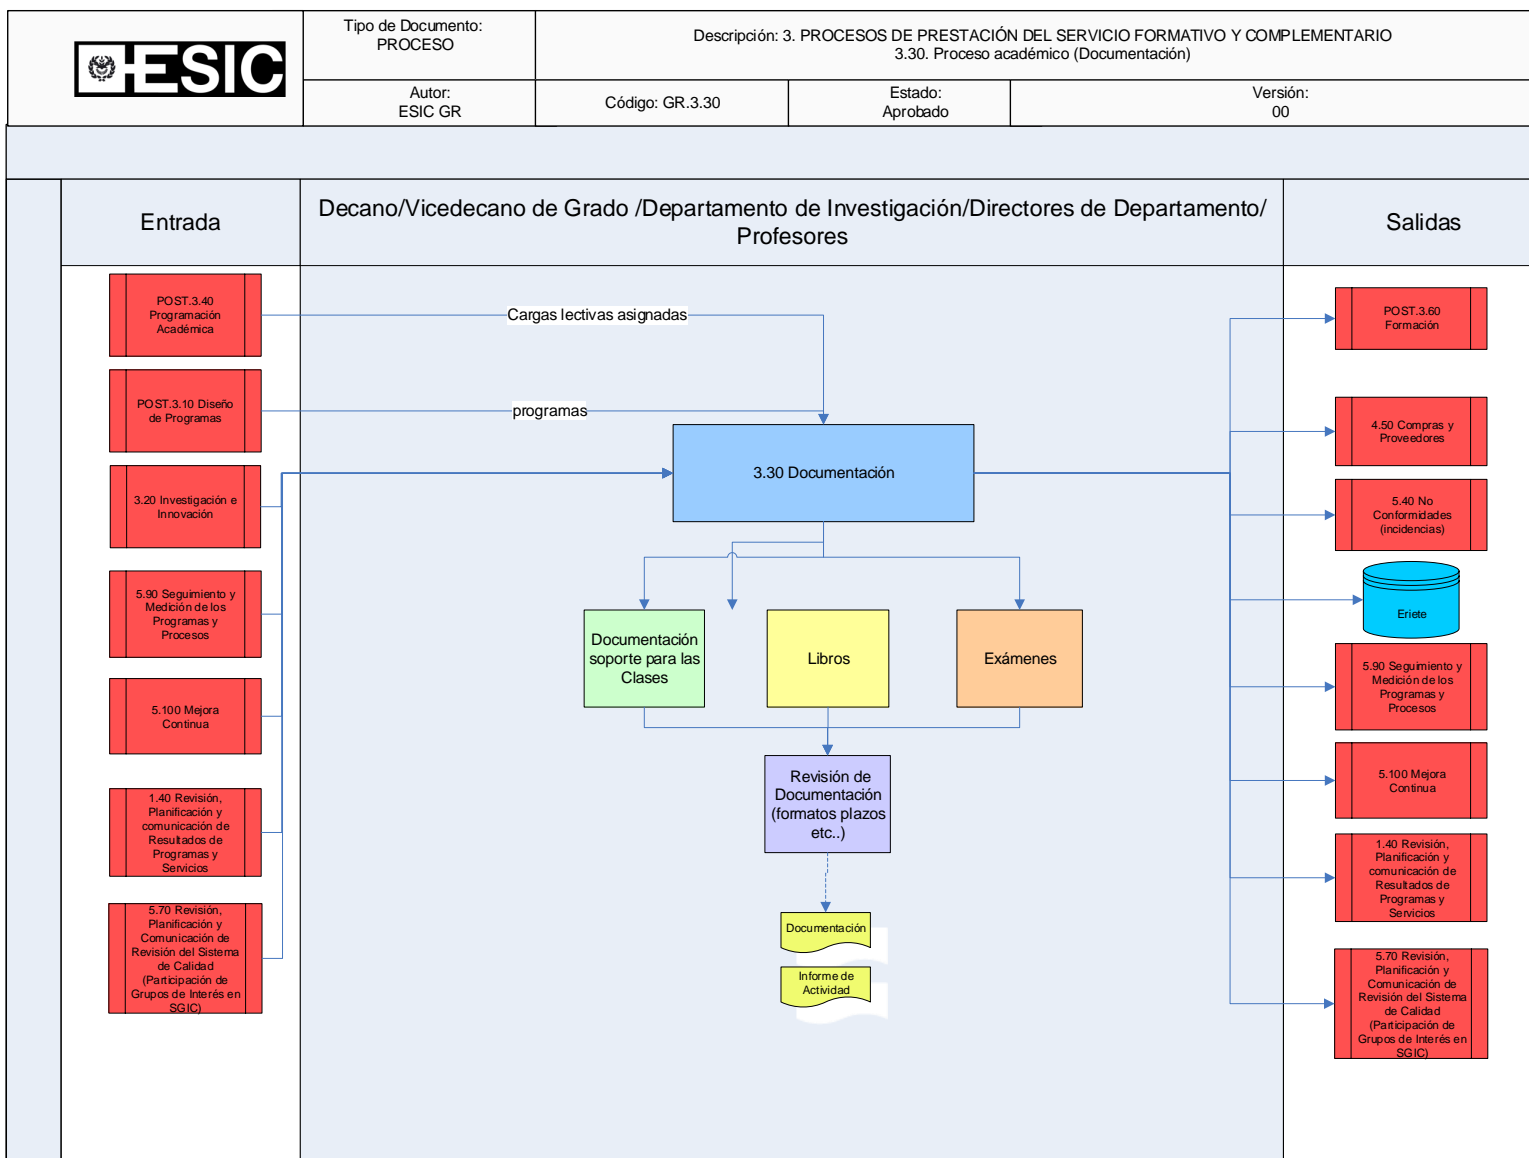 ESIC
Tipo de Documento:
PROCESO
Descripción: 3. PROCESOS DE PRESTACIÓN DEL SERVICIO FORMATIVO Y COMPLEMENTARIO
3.30. Proceso académico (Documentación)
Autor:
ESIC GR
Código: GR.3.30
Estado:
Aprobado
Versión:
00
Entrada
Decano/Vicedecano de Grado /Departamento de Investigación/Directores de Departamento/
Profesores
Salidas
POST.3.40
Programación
Académica
POST.3.10 Diseño
de Programas
3.20 Investigación e
Innovación
5.90 Seguimiento y
Medición de los
Programas y
Procesos
5.100 Mejora
Continua
1.40 Revisión,
Planificación y
comunicación de
Resultados de
Programas y
Servicios
5.70 Revisión,
Planificación y
Comunicación de
Revisión del Sistema
de Calidad
(Participación de
Grupos de Interés en
SGIC)
Cargas lectivas asignadas
programas
3.30 Documentación
Documentación
soporte para las
Clases
Libros
Exámenes
Revisión de
Documentación
(formatos plazos
etc..)
Documentación
Informe de
Actividad
POST.3.60
Formación
4.50 Compras y
Proveedores
5.40 No
Conformidades
(incidencias)
Eriete
5.90 Seguimiento y
Medición de los
Programas y
Procesos
5.100 Mejora
Continua
1.40 Revisión,
Planificación y
comunicación de
Resultados de
Programas y
Servicios
5.70 Revisión,
Planificación y
Comunicación de
Revisión del Sistema
de Calidad
(Participación de
Grupos de Interés en
SGIC)